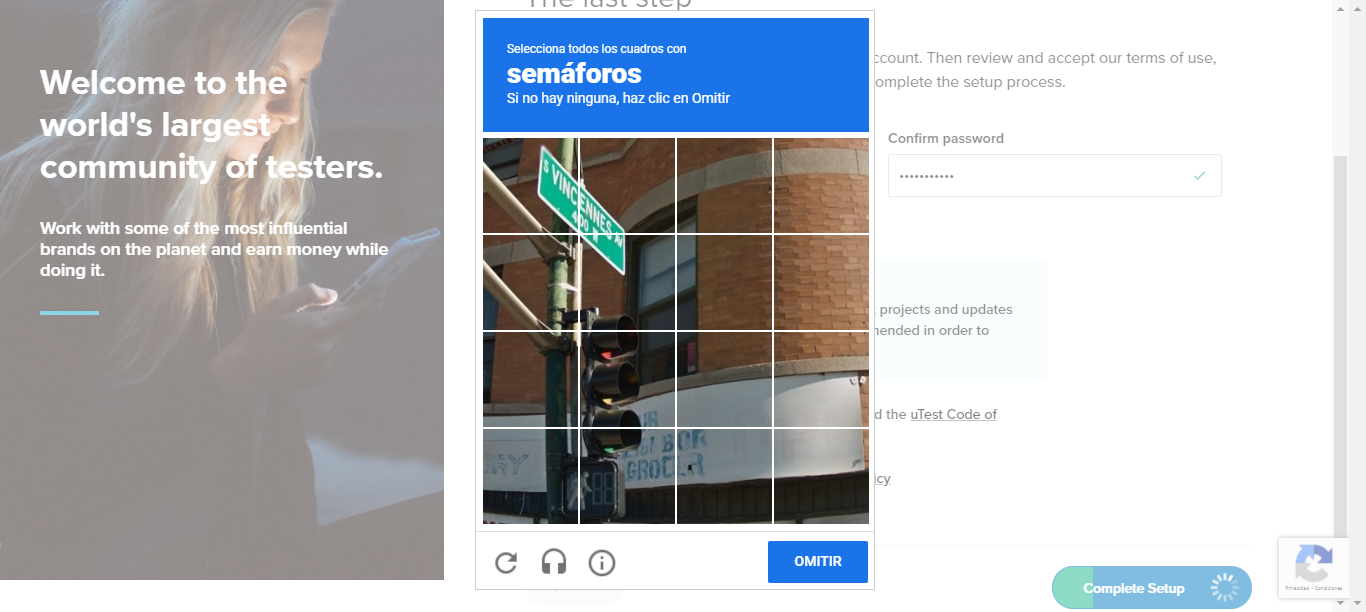 The last step
Welcome to the
world's largest
community of testers.
Work with some of the most influential
brands on the planet and earn money while
doing it.
Selecciona todos los cuadros con
semáforos
Si no hay ninguna, haz clic en Omitir
S VINCENNES AV
400 W
GROCER
OMITIR
ccount. Then review and accept our terms of use,
omplete the setup process.
Confirm password
•••••••••••
projects and updates
nended in order to
d the uTest Code of
icy
Complete Setup
Privacidad - Condiciones